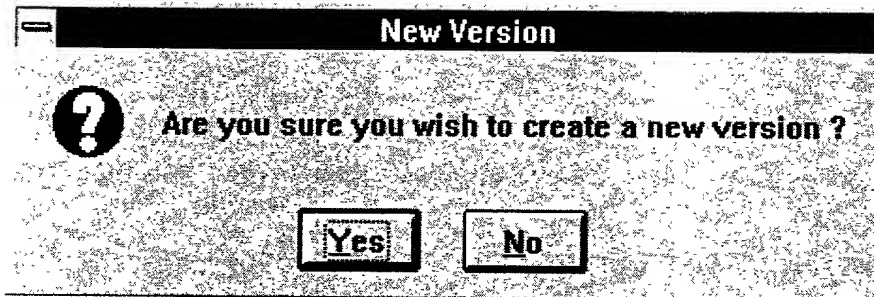 New Version
Are you sure you wish to create a new version ?
Yes
No